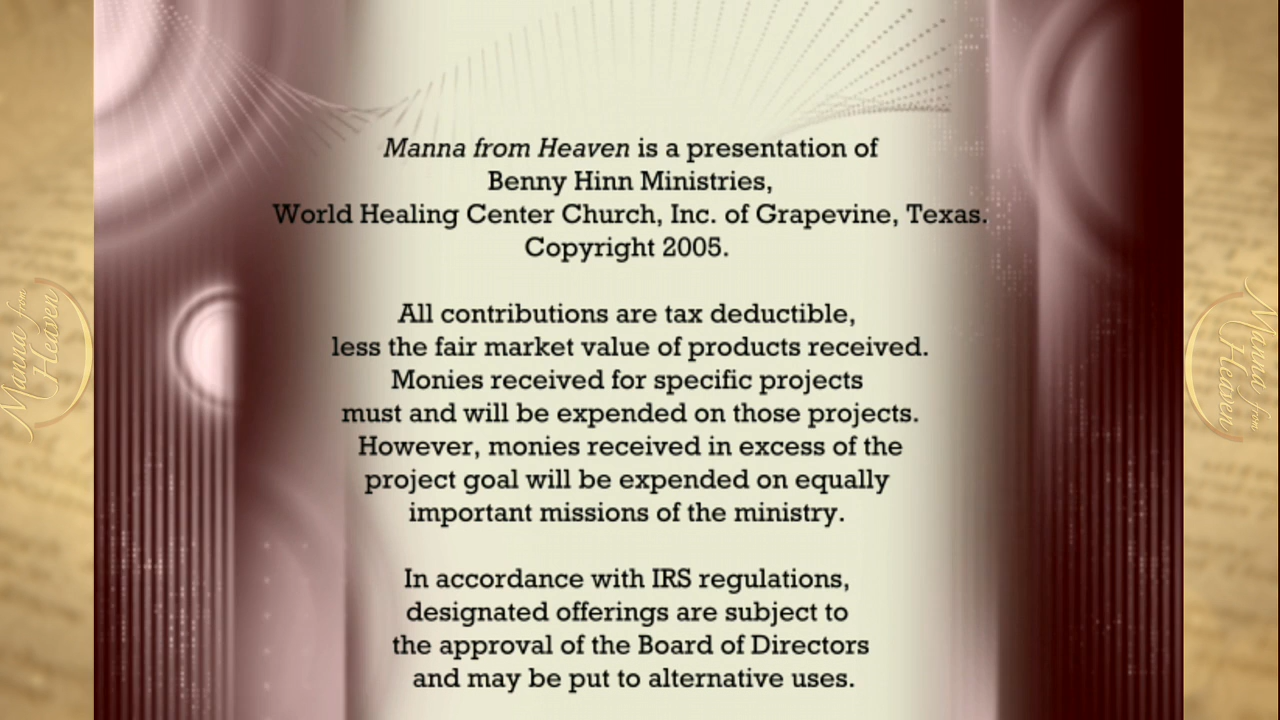 Manna from Heaven is a presentation of
Benny Hinn Ministries,
World Healing Center Church, Inc. of Grapevine, Texas.
Copyright 2005.
All contributions are tax deductible,
less the fair market value of products received.
Monies received for specific projects
must and will be expended on those projects.
However, monies received in excess of the
project goal will be expended on equally
important missions of the ministry.
In accordance with IRS regulations,
designated offerings are subject to
the approval of the Board of Directors
and may be put to alternative uses.
Manna from
Heaven
Manna from
Heaven